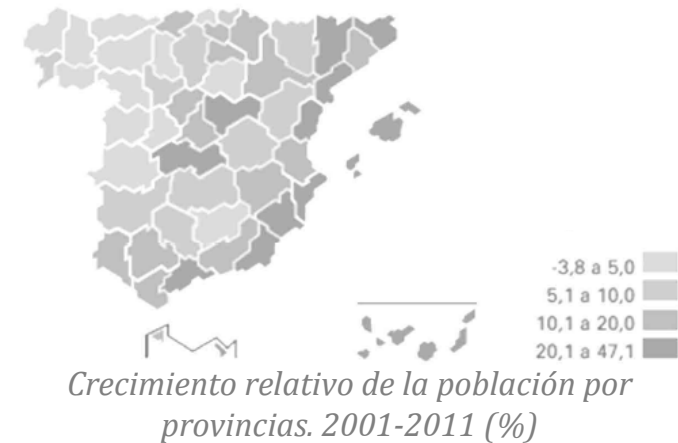 -3,8 a 5,0
5,1 a 10,0
10,1 a 20,0
20,1 a 47,1
Crecimiento relativo de la población por
provincias. 2001-2011 (%)